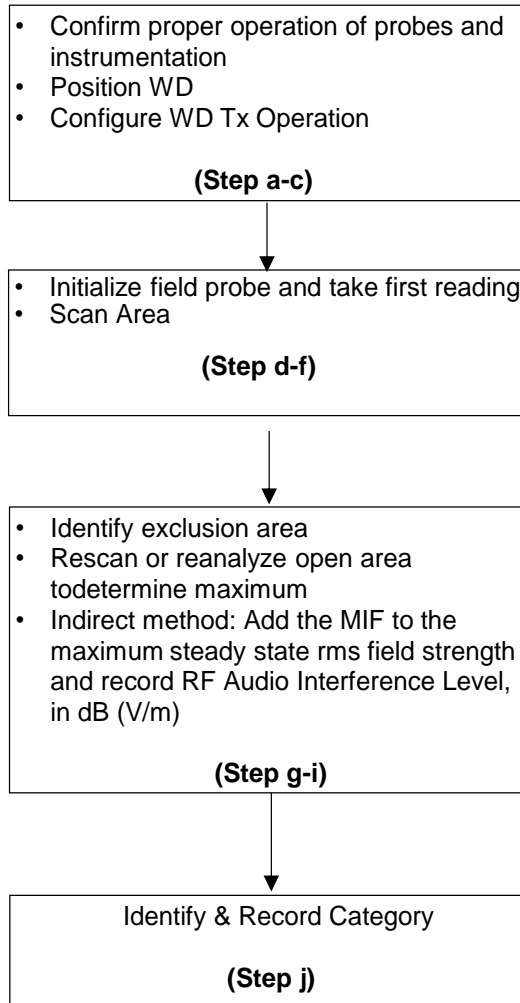 • Confirm proper operation of probes and
instrumentation
• Position WD
• Configure WD Tx Operation
(Step a-c)
• Initialize field probe and take first reading
• Scan Area
(Step d-f)
• Identify exclusion area
• Rescan or reanalyze open area
todetermine maximum
• Indirect method: Add the MIF to the
maximum steady state rms field strength
and record RF Audio Interference Level,
in dB (V/m)
(Step g-i)
Identify & Record Category
(Step j)